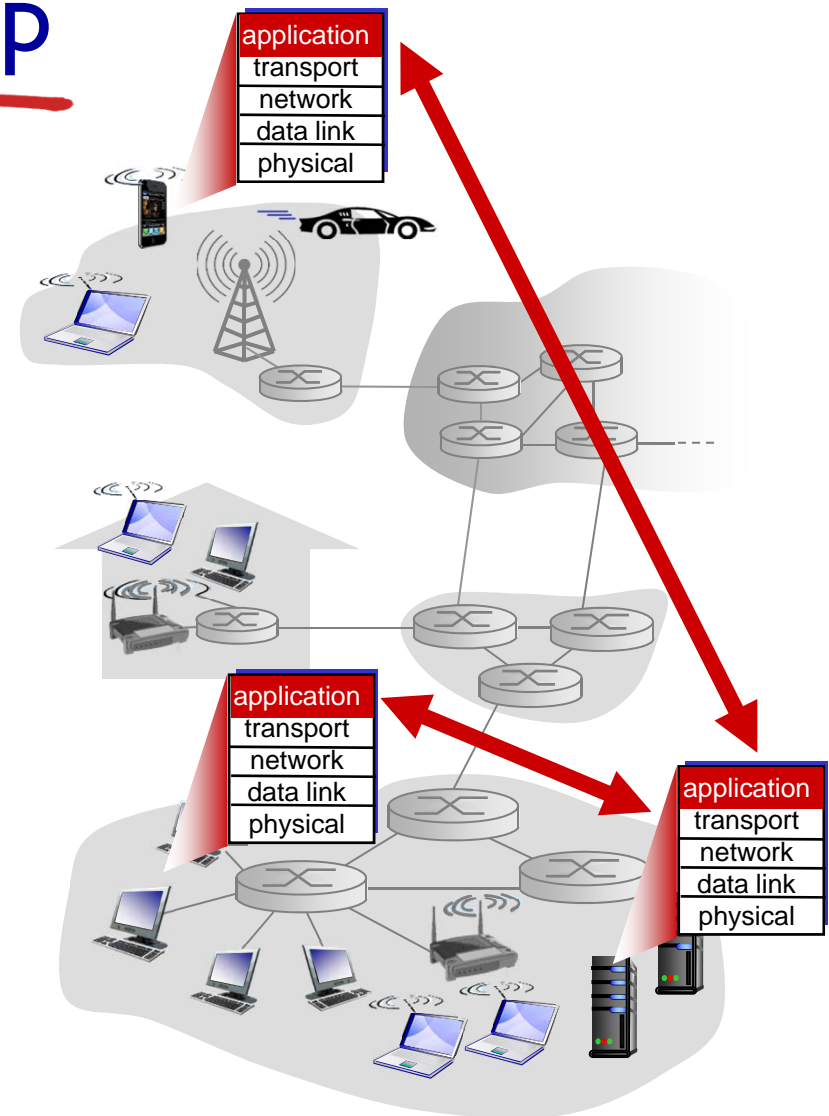 p
application
transport
network
data link
physical
application
transport
network
data link
physical
application
transport
network
data link
physical